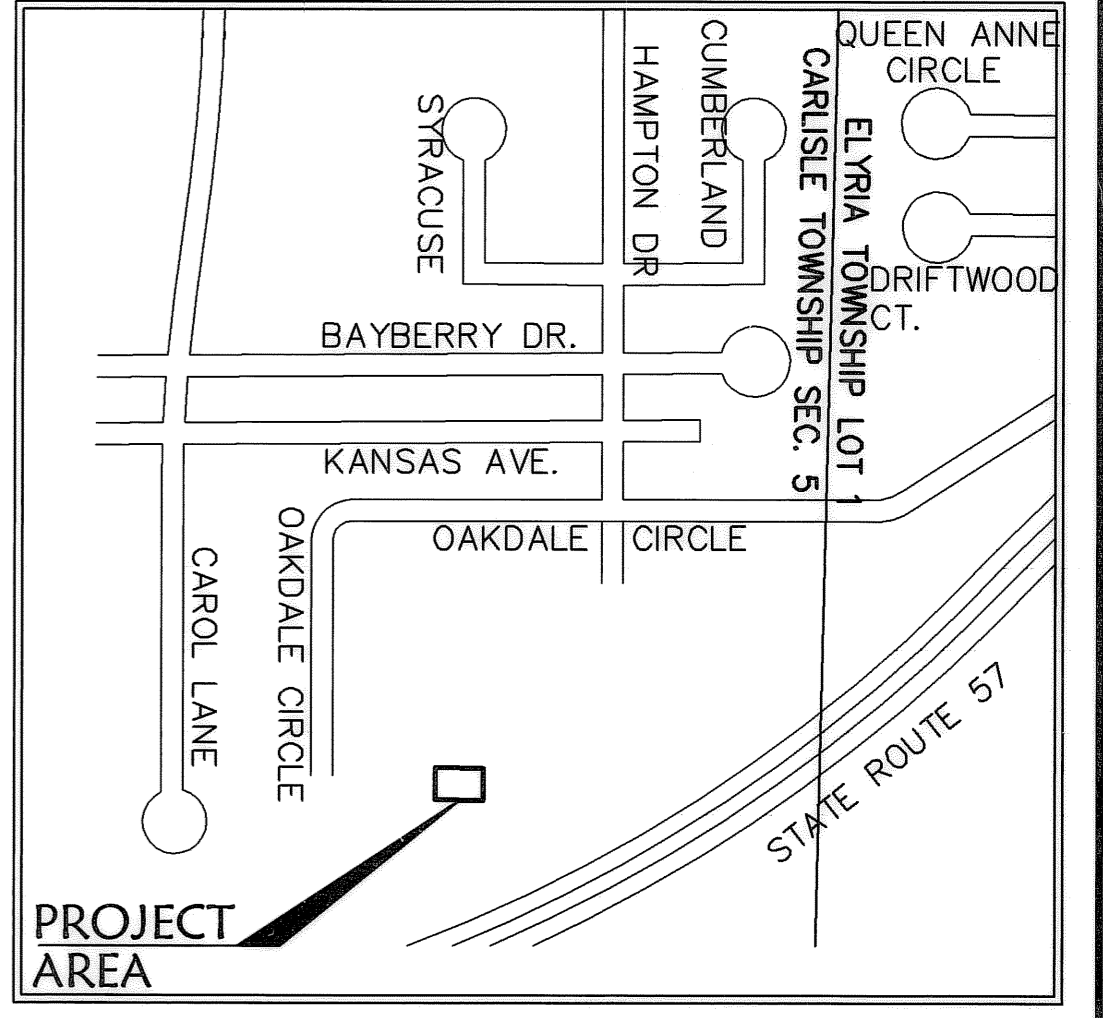 QUEEN ANNE
CIRCLE
CUMBERLAND
HAMPTON DR
SYRACUSE
CARLISLE TOWNSHIP SEC. 5
ELYRIA TOWNSHIP LOT 1
DRIFTWOOD
CT.
BAYBERRY DR.
KANSAS AVE.
OAKDALE CIRCLE
OAKDALE CIRCLE
CAROL LANE
STATE ROUTE 57
PROJECT
AREA